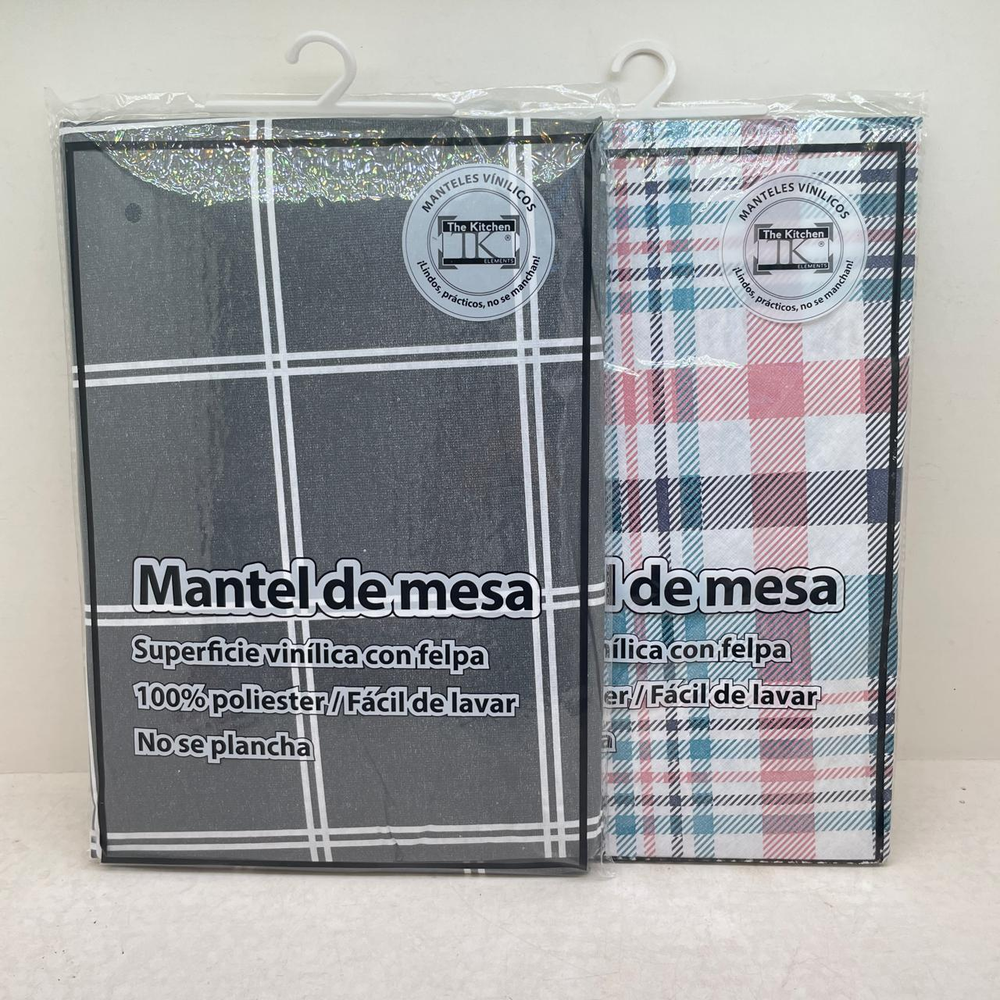 MANTELES VÍNILICOS
The Kitchen
TK®
ELEMENTS
¡Lindos, prácticos, no se manchan!
Mantel de mesa
Superficie vinílica con felpa
100% poliester / Fácil de lavar
No se plancha
MANTELES VÍNILICOS
The Kitchen
TK®
ELEMENTS
¡Lindos, prácticos, no se manchan!
l de mesa
nílica con felpa
er / Fácil de lavar
a